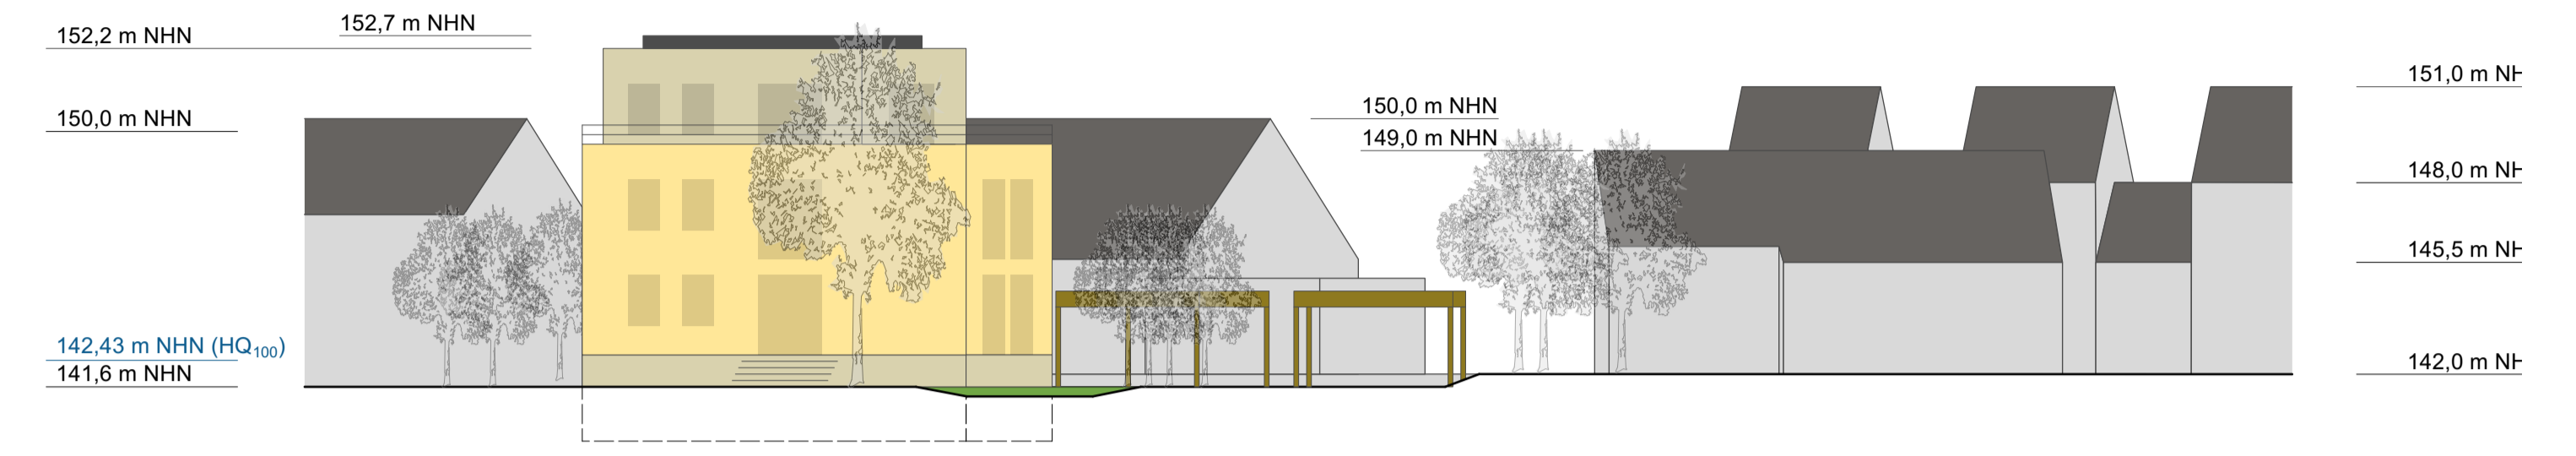 152,7 m NHN
152,2 m NHN
150,0 m NHN
142,43 m NHN (HQ100)
141,6 m NHN
150,0 m NHN
149,0 m NHN
151,0 m NH
148,0 m NH
145,5 m NH
142,0 m NH